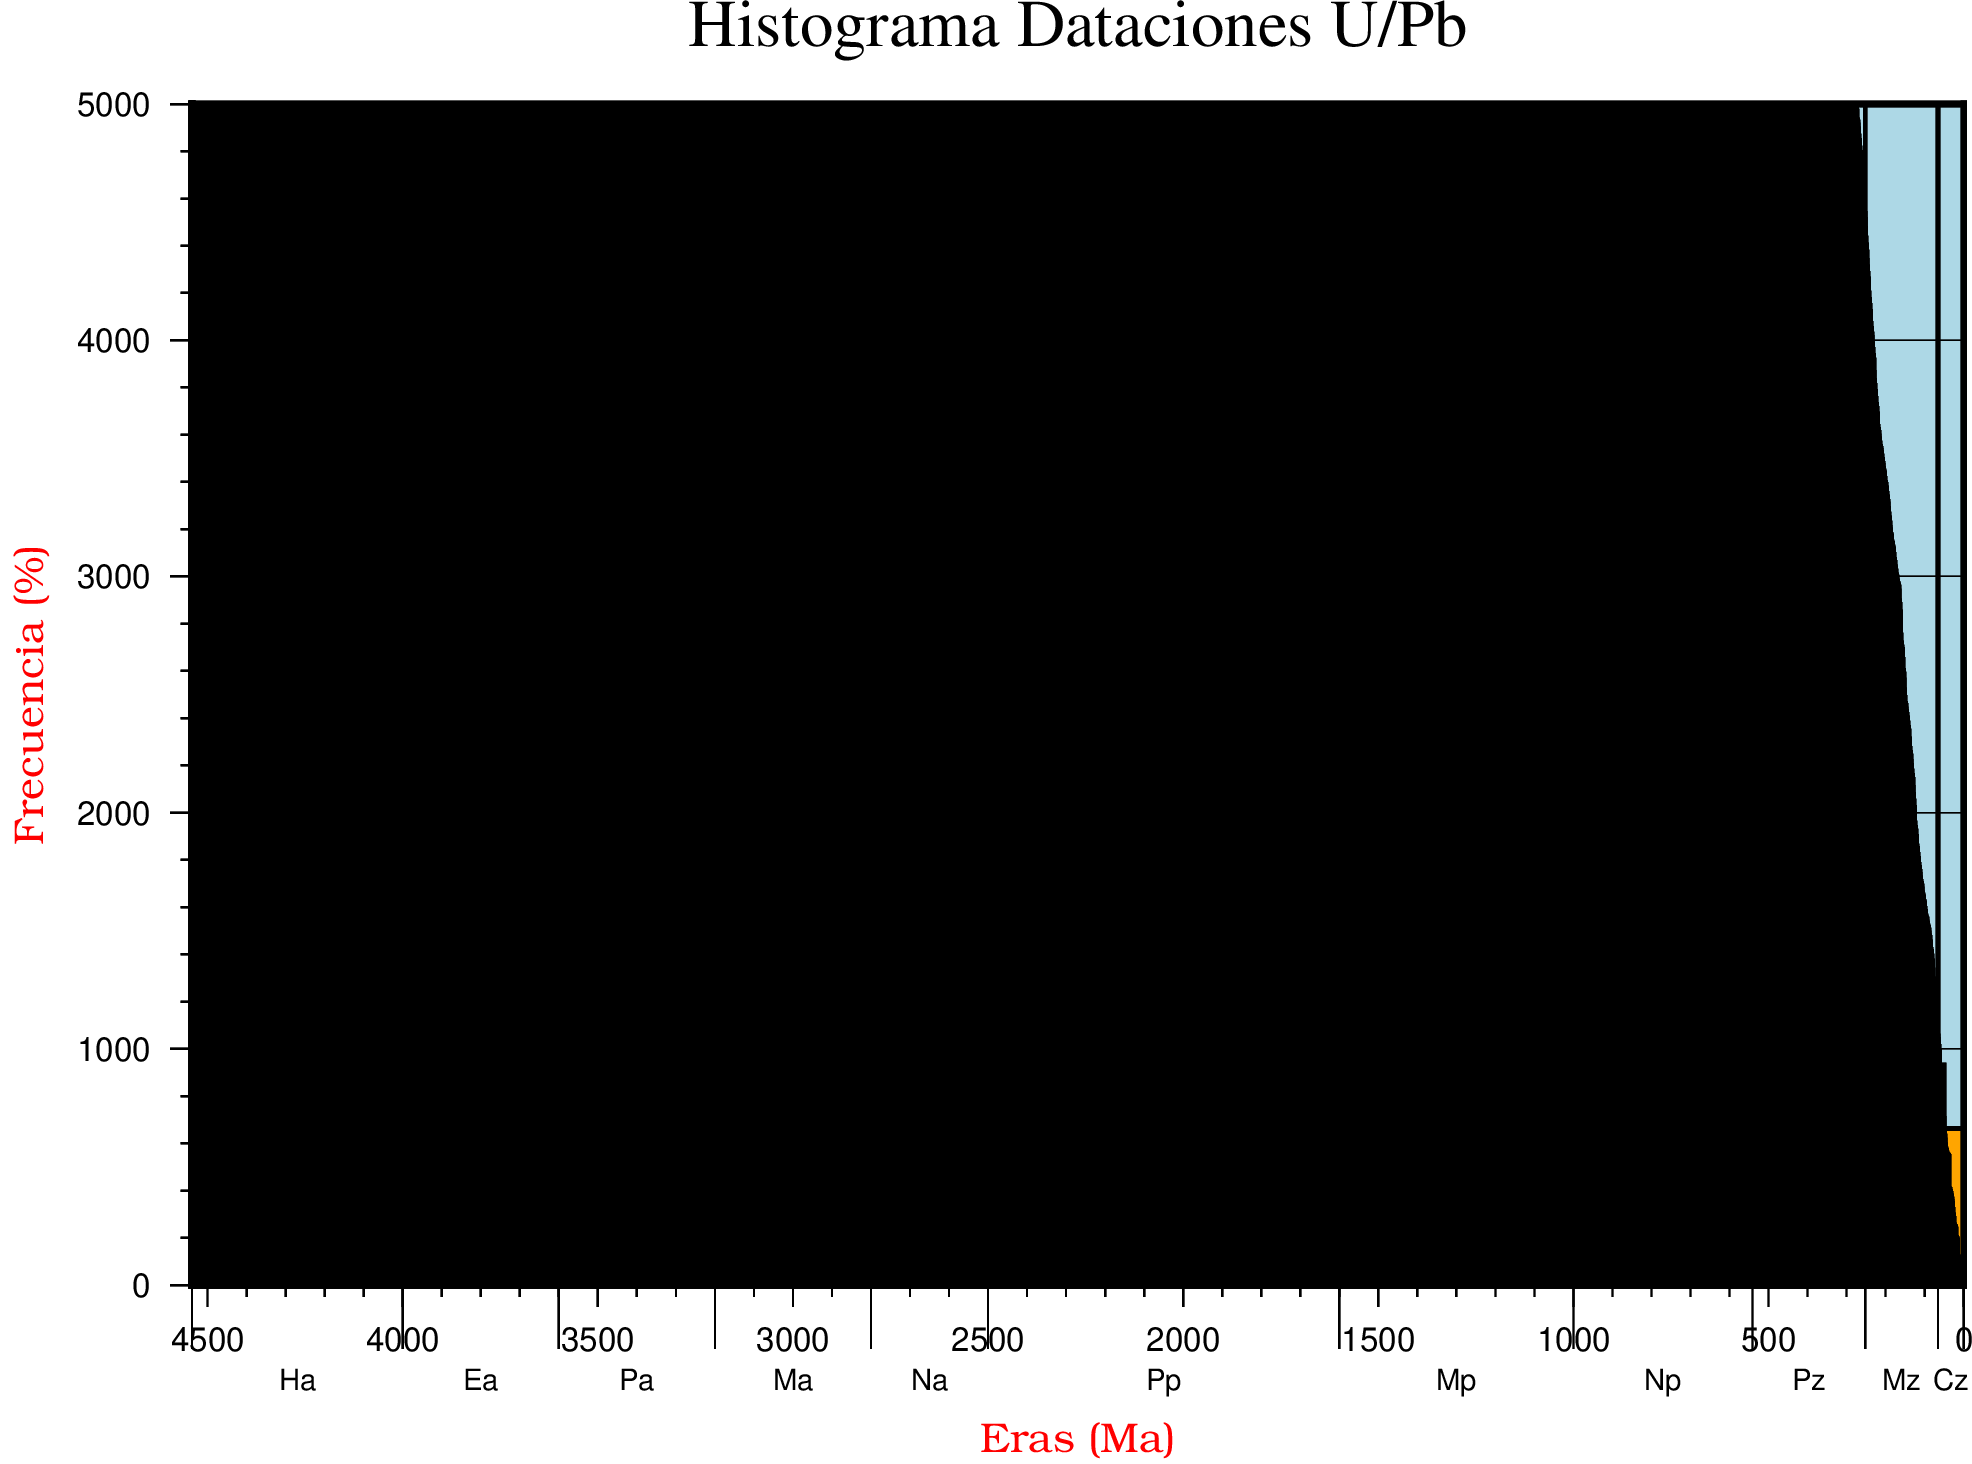 Histograma Dataciones U/Pb
5000
4000
3000
2000
1000
0
Frecuencia (%)
4500 4000 3500 3000 2500 2000 1500 1000 500 0
Ha Ea Pa Ma Na Pp Mp Np Pz Mz Cz
Eras (Ma)